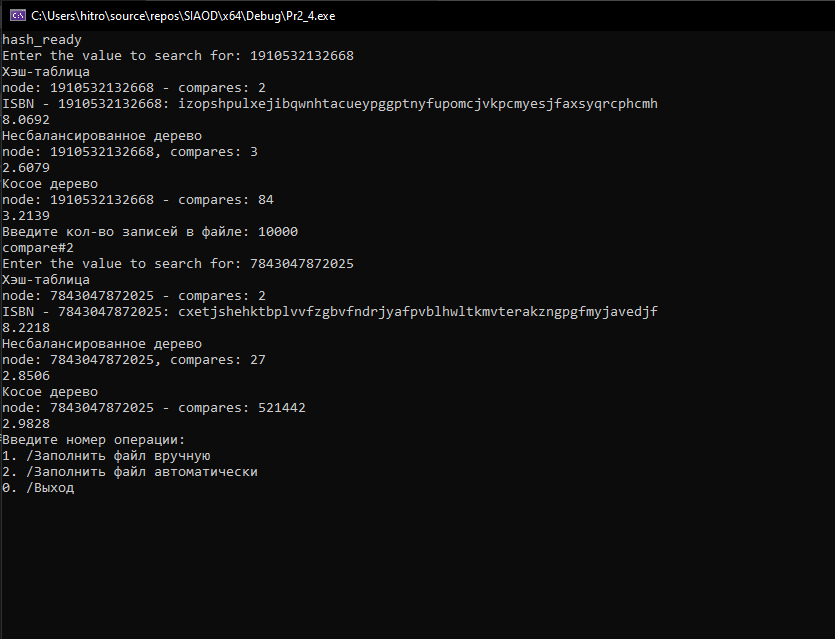 C:\Users\hitro\source\repos\SIAOD\x64\Debug\Pr2_4.exe
hash_ready
Enter the value to search for: 1910532132668
Хэш-таблица
node: 1910532132668 - compares: 2
ISBN - 1910532132668: izopshpulxejibqwnhtacueypggptnyfupomcjvkpcmyesjfaxsyqrcphcmh
8.0692
Несбалансированное дерево
node: 1910532132668, compares: 3
2.6079
Косое дерево
node: 1910532132668 - compares: 84
3.2139
Введите кол-во записей в файле: 10000
compare#2
Enter the value to search for: 7843047872025
Хэш-таблица
node: 7843047872025 - compares: 2
ISBN - 7843047872025: cxetjshehktbplvvfzgbvfndrjyafpvblhwltkmvterakzngpgfmyjavedjf
8.2218
Несбалансированное дерево
node: 7843047872025, compares: 27
2.8506
Косое дерево
node: 7843047872025 - compares: 521442
2.9828
Введите номер операции:
1. /Заполнить файл вручную
2. /Заполнить файл автоматически
0. /Выход